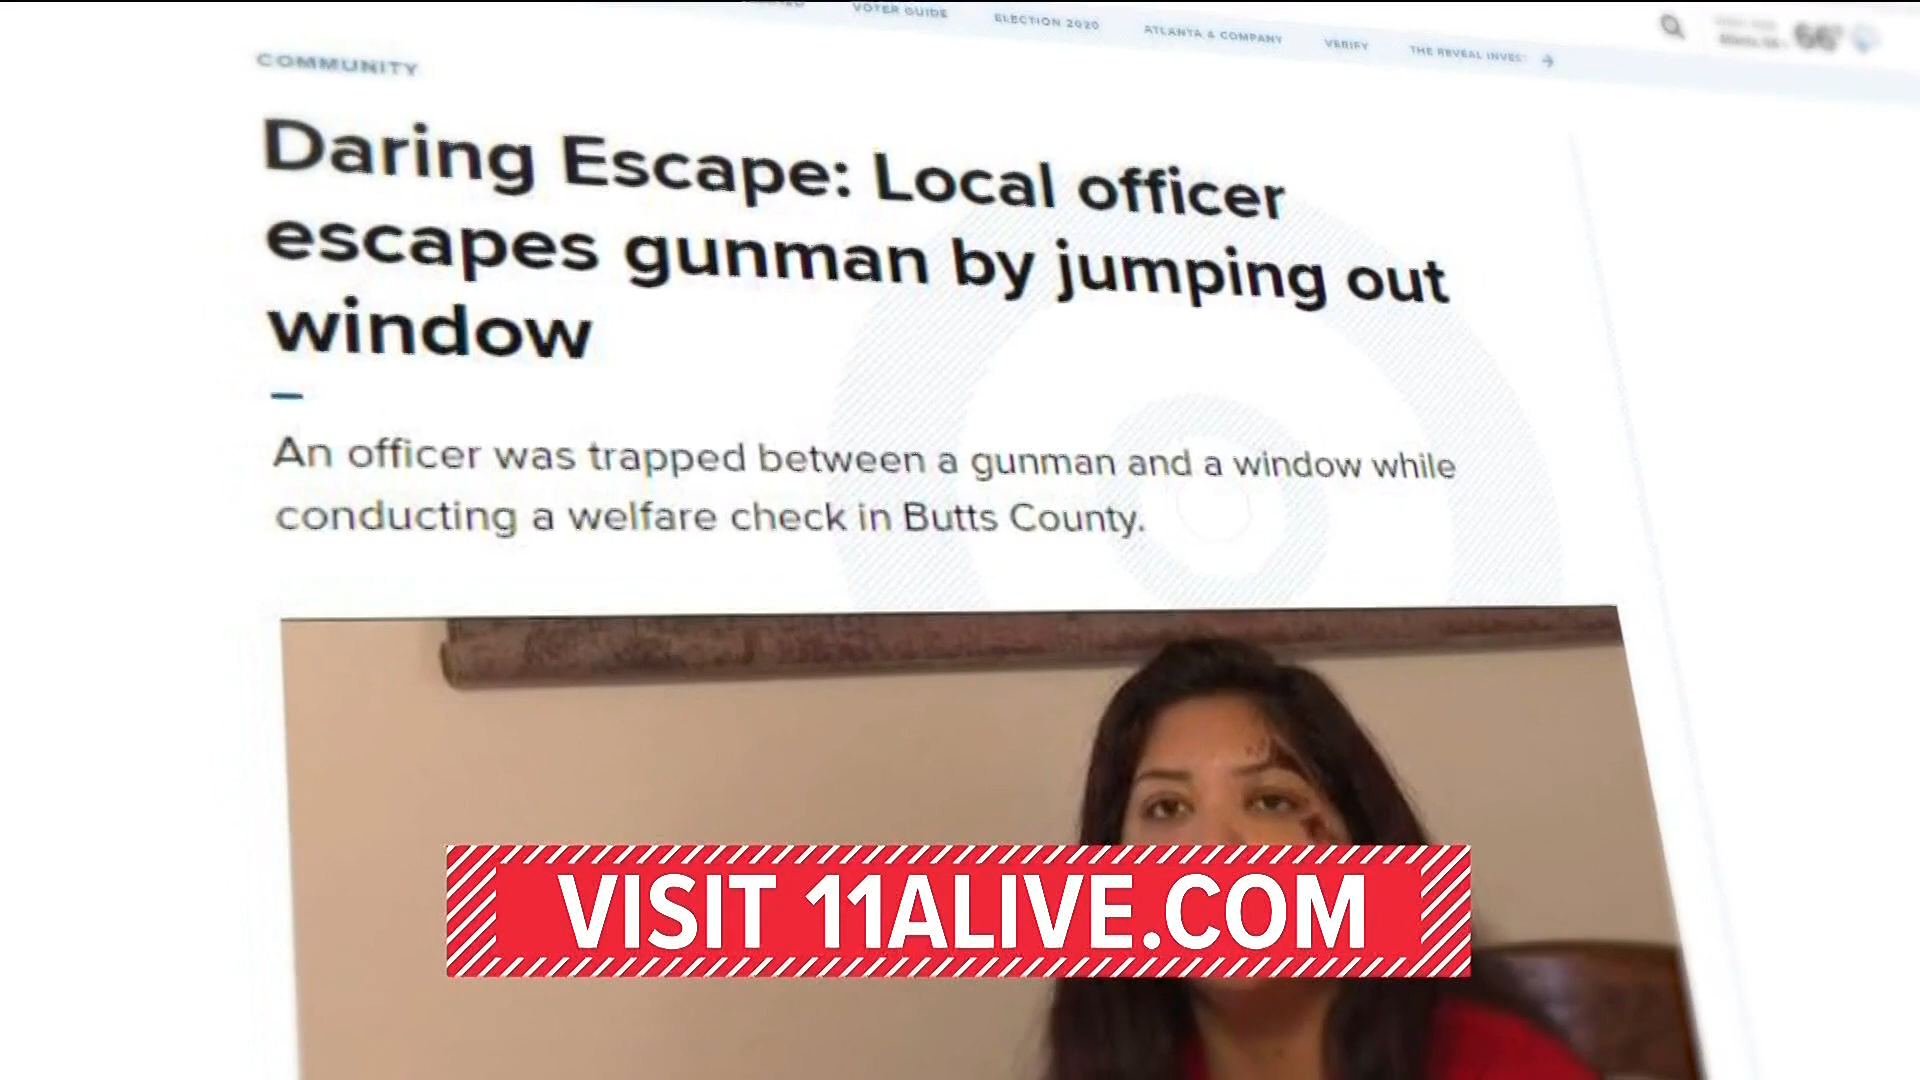 VOTER GUIDE
ELECTION 2020
ATLANTA & COMPANY
VERIFY
THE REVEAL INVES
66°
COMMUNITY
Daring Escape: Local officer
escapes gunman by jumping out
window
An officer was trapped between a gunman and a window while
conducting a welfare check in Butts County.
VISIT 11ALIVE.COM